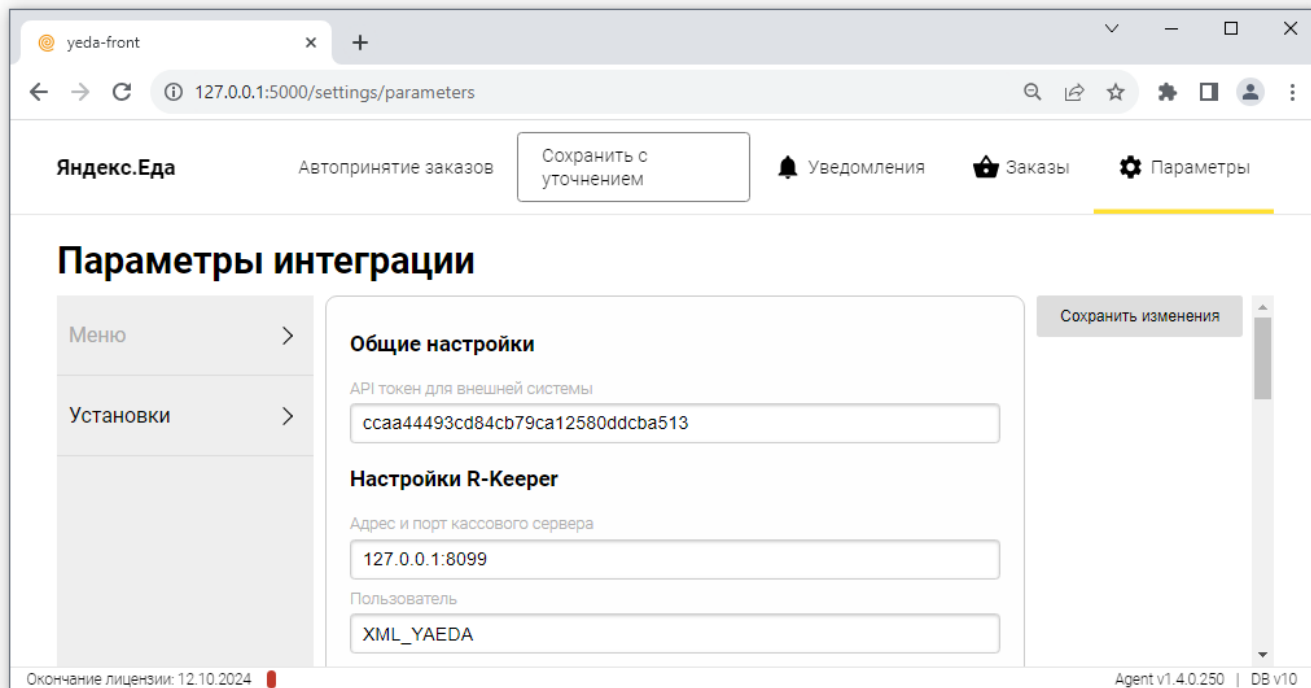 yeda-front
127.0.0.1:5000/settings/parameters
Яндекс.Еда
Автопринятие заказов
Сохранить с
уточнением
Уведомления
Заказы
Параметры
Параметры интеграции
Меню
Установки
Общие настройки
API токен для внешней системы
ccaa44493cd84cb79ca12580ddcba513
Настройки R-Keeper
Адрес и порт кассового сервера
127.0.0.1:8099
Пользователь
XML_YAEDA
Сохранить изменения
Окончание лицензии: 12.10.2024
Agent v1.4.0.250 | DB v10